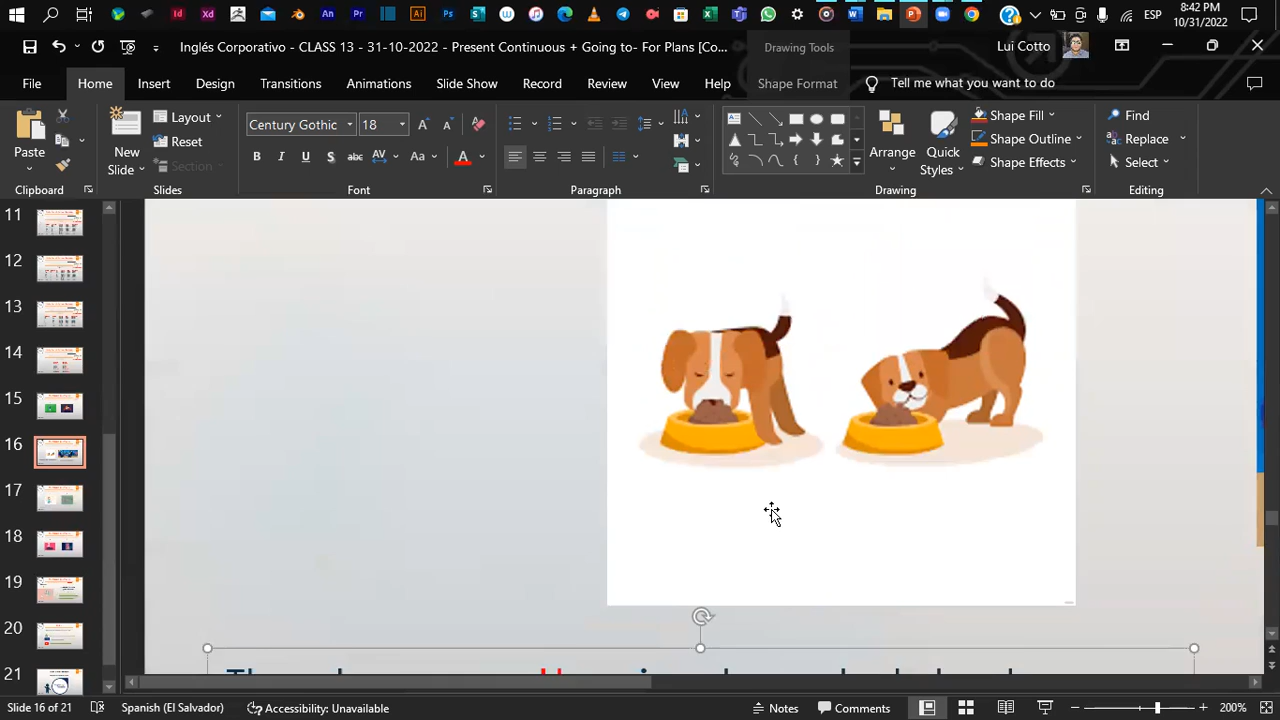 8:42 PM
ESP
10/31/2022
Inglés Corporativo - CLASS 13 - 31-10-2022 - Present Continuous + Going to- For Plans [Co...
Drawing Tools
Lui Cotto
File
Home
Insert
Design
Transitions
Animations
Slide Show
Record
Review
View
Help
Shape Format
Tell me what you want to do
Paste
New
Slide
Layout
Reset
Section
Century Gothic
18
Arrange
Quick
Styles
Shape Fill
Shape Outline
Shape Effects
Find
Replace
Select
Clipboard
Slides
Font
Paragraph
Drawing
Editing
11
12
13
14
15
16
17
18
19
20
21
Slide 16 of 21
Spanish (El Salvador)
Accessibility: Unavailable
Notes
Comments
200%